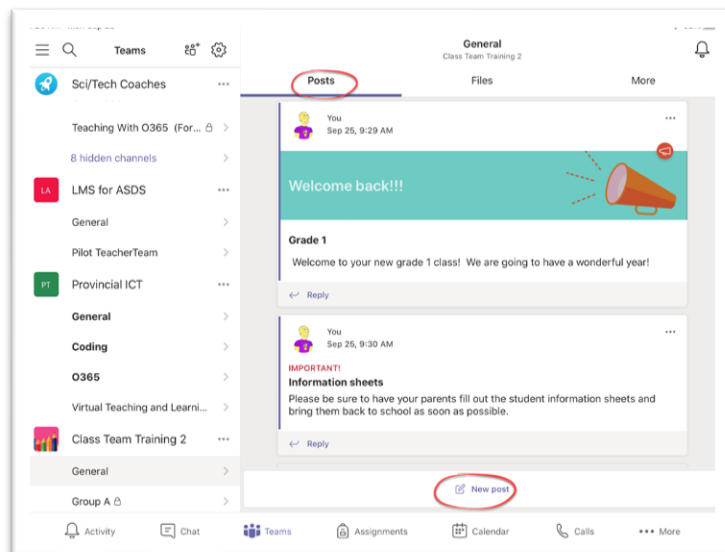 Teams
General
Class Team Training 2
Sci/Tech Coaches
Posts
Files
More
Teaching With O365 (For...
8 hidden channels
LA
LMS for ASDS
General
Pilot TeacherTeam
PT
Provincial ICT
General
Coding
O365
Virtual Teaching and Learni...
Class Team Training 2
General
Group A
You
Sep 25, 9:29 AM
Welcome back!!!
Grade 1
Welcome to your new grade 1 class! We are going to have a wonderful year!
Reply
You
Sep 25, 9:30 AM
IMPORTANT!
Information sheets
Please be sure to have your parents fill out the student information sheets and
bring them back to school as soon as possible.
Reply
New post
Activity
Chat
Teams
Assignments
Calendar
Calls
More